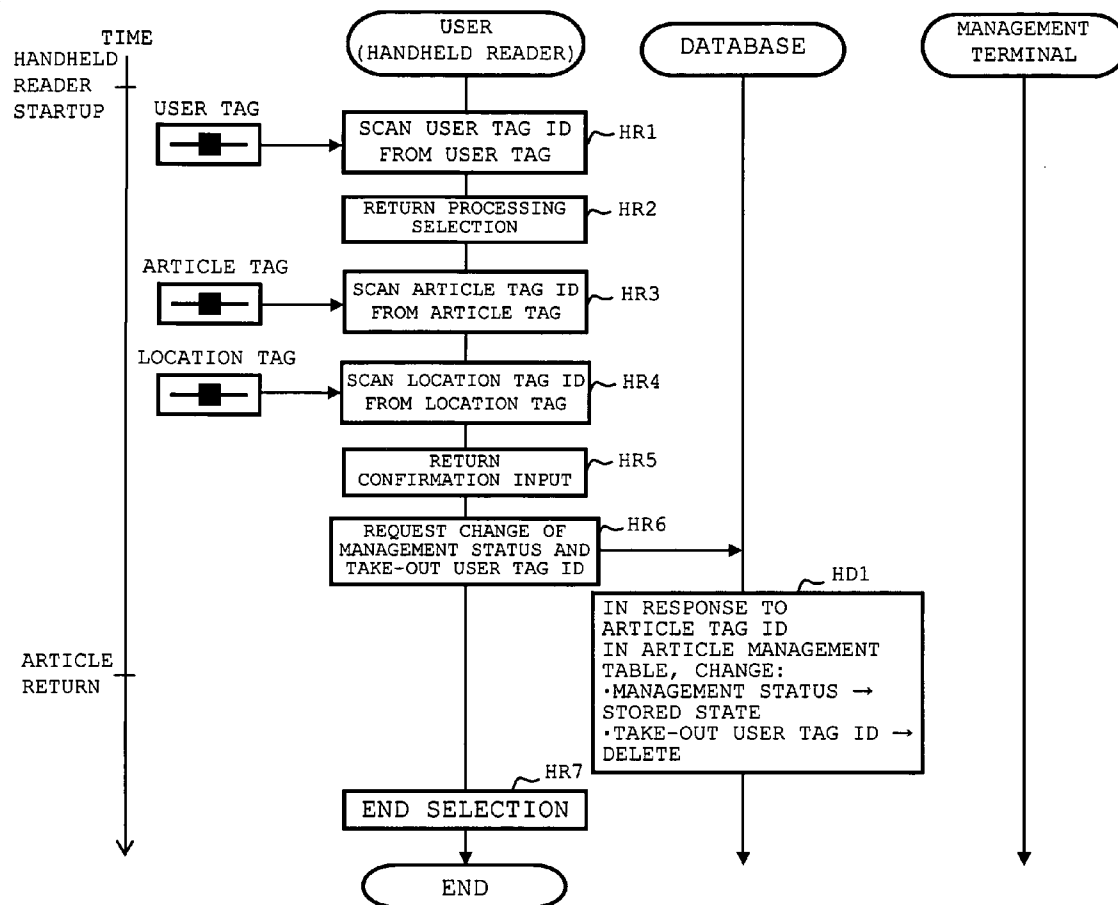 TIME
HANDHELD
READER
STARTUP
USER
(HANDHELD READER)
DATABASE
MANAGEMENT
TERMINAL
USER TAG
SCAN USER TAG ID
FROM USER TAG
HR1
RETURN PROCESSING
SELECTION
HR2
ARTICLE TAG
SCAN ARTICLE TAG ID
FROM ARTICLE TAG
HR3
LOCATION TAG
SCAN LOCATION TAG ID
FROM LOCATION TAG
HR4
RETURN
CONFIRMATION INPUT
HR5
REQUEST CHANGE OF
MANAGEMENT STATUS AND
TAKE-OUT USER TAG ID
HR6
HD1
IN RESPONSE TO
ARTICLE TAG ID
IN ARTICLE MANAGEMENT
TABLE, CHANGE:
·MANAGEMENT STATUS →
STORED STATE
·TAKE-OUT USER TAG ID →
DELETE
ARTICLE
RETURN
HR7
END SELECTION
END